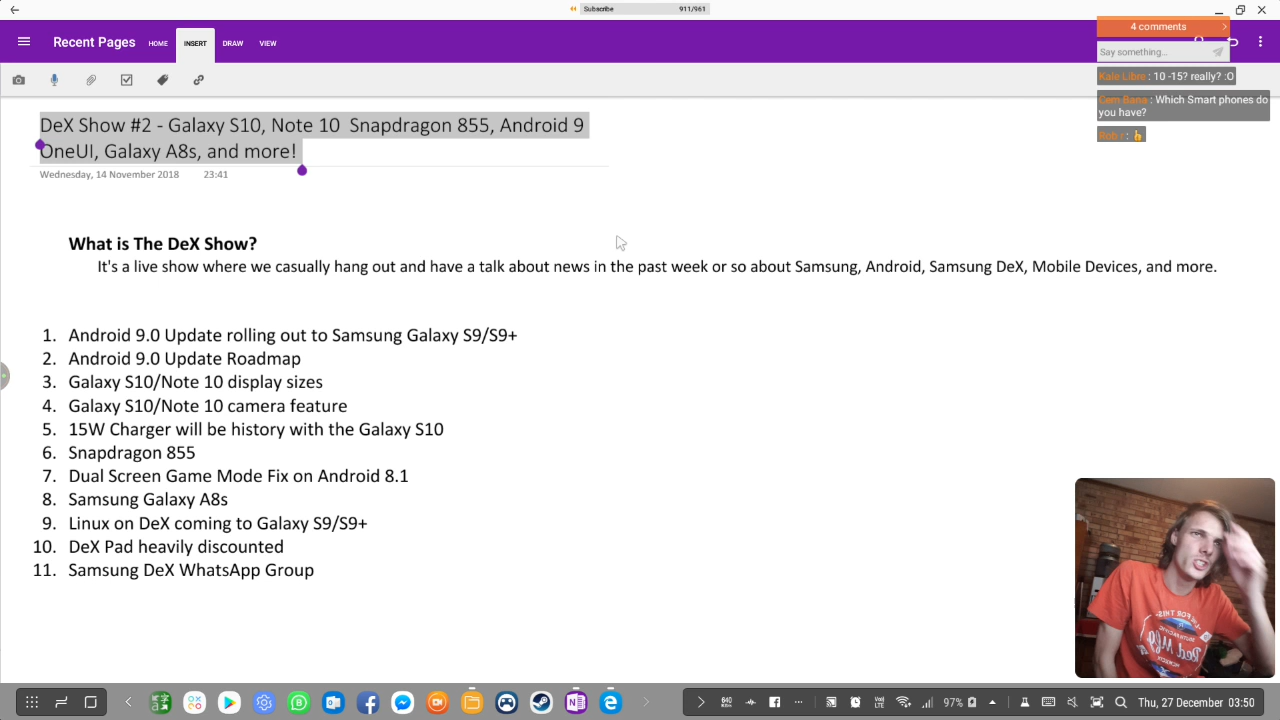 Subscribe 911/961
Recent Pages HOME INSERT DRAW VIEW
4 comments
Say something...
Kale Libre : 10 -15? really? :O
Cem Bana : Which Smart phones do
you have?
Rob r :
DeX Show #2 - Galaxy S10, Note 10  Snapdragon 855, Android 9
OneUI, Galaxy A8s, and more!
Wednesday, 14 November 2018 23:41
What is The DeX Show?
It's a live show where we casually hang out and have a talk about news in the past week or so about Samsung, Android, Samsung DeX, Mobile Devices, and more.
1. Android 9.0 Update rolling out to Samsung Galaxy S9/S9+
2. Android 9.0 Update Roadmap
3. Galaxy S10/Note 10 display sizes
4. Galaxy S10/Note 10 camera feature
5. 15W Charger will be history with the Galaxy S10
6. Snapdragon 855
7. Dual Screen Game Mode Fix on Android 8.1
8. Samsung Galaxy A8s
9. Linux on DeX coming to Galaxy S9/S9+
10. DeX Pad heavily discounted
11. Samsung DeX WhatsApp Group
97% Thu, 27 December 03:50